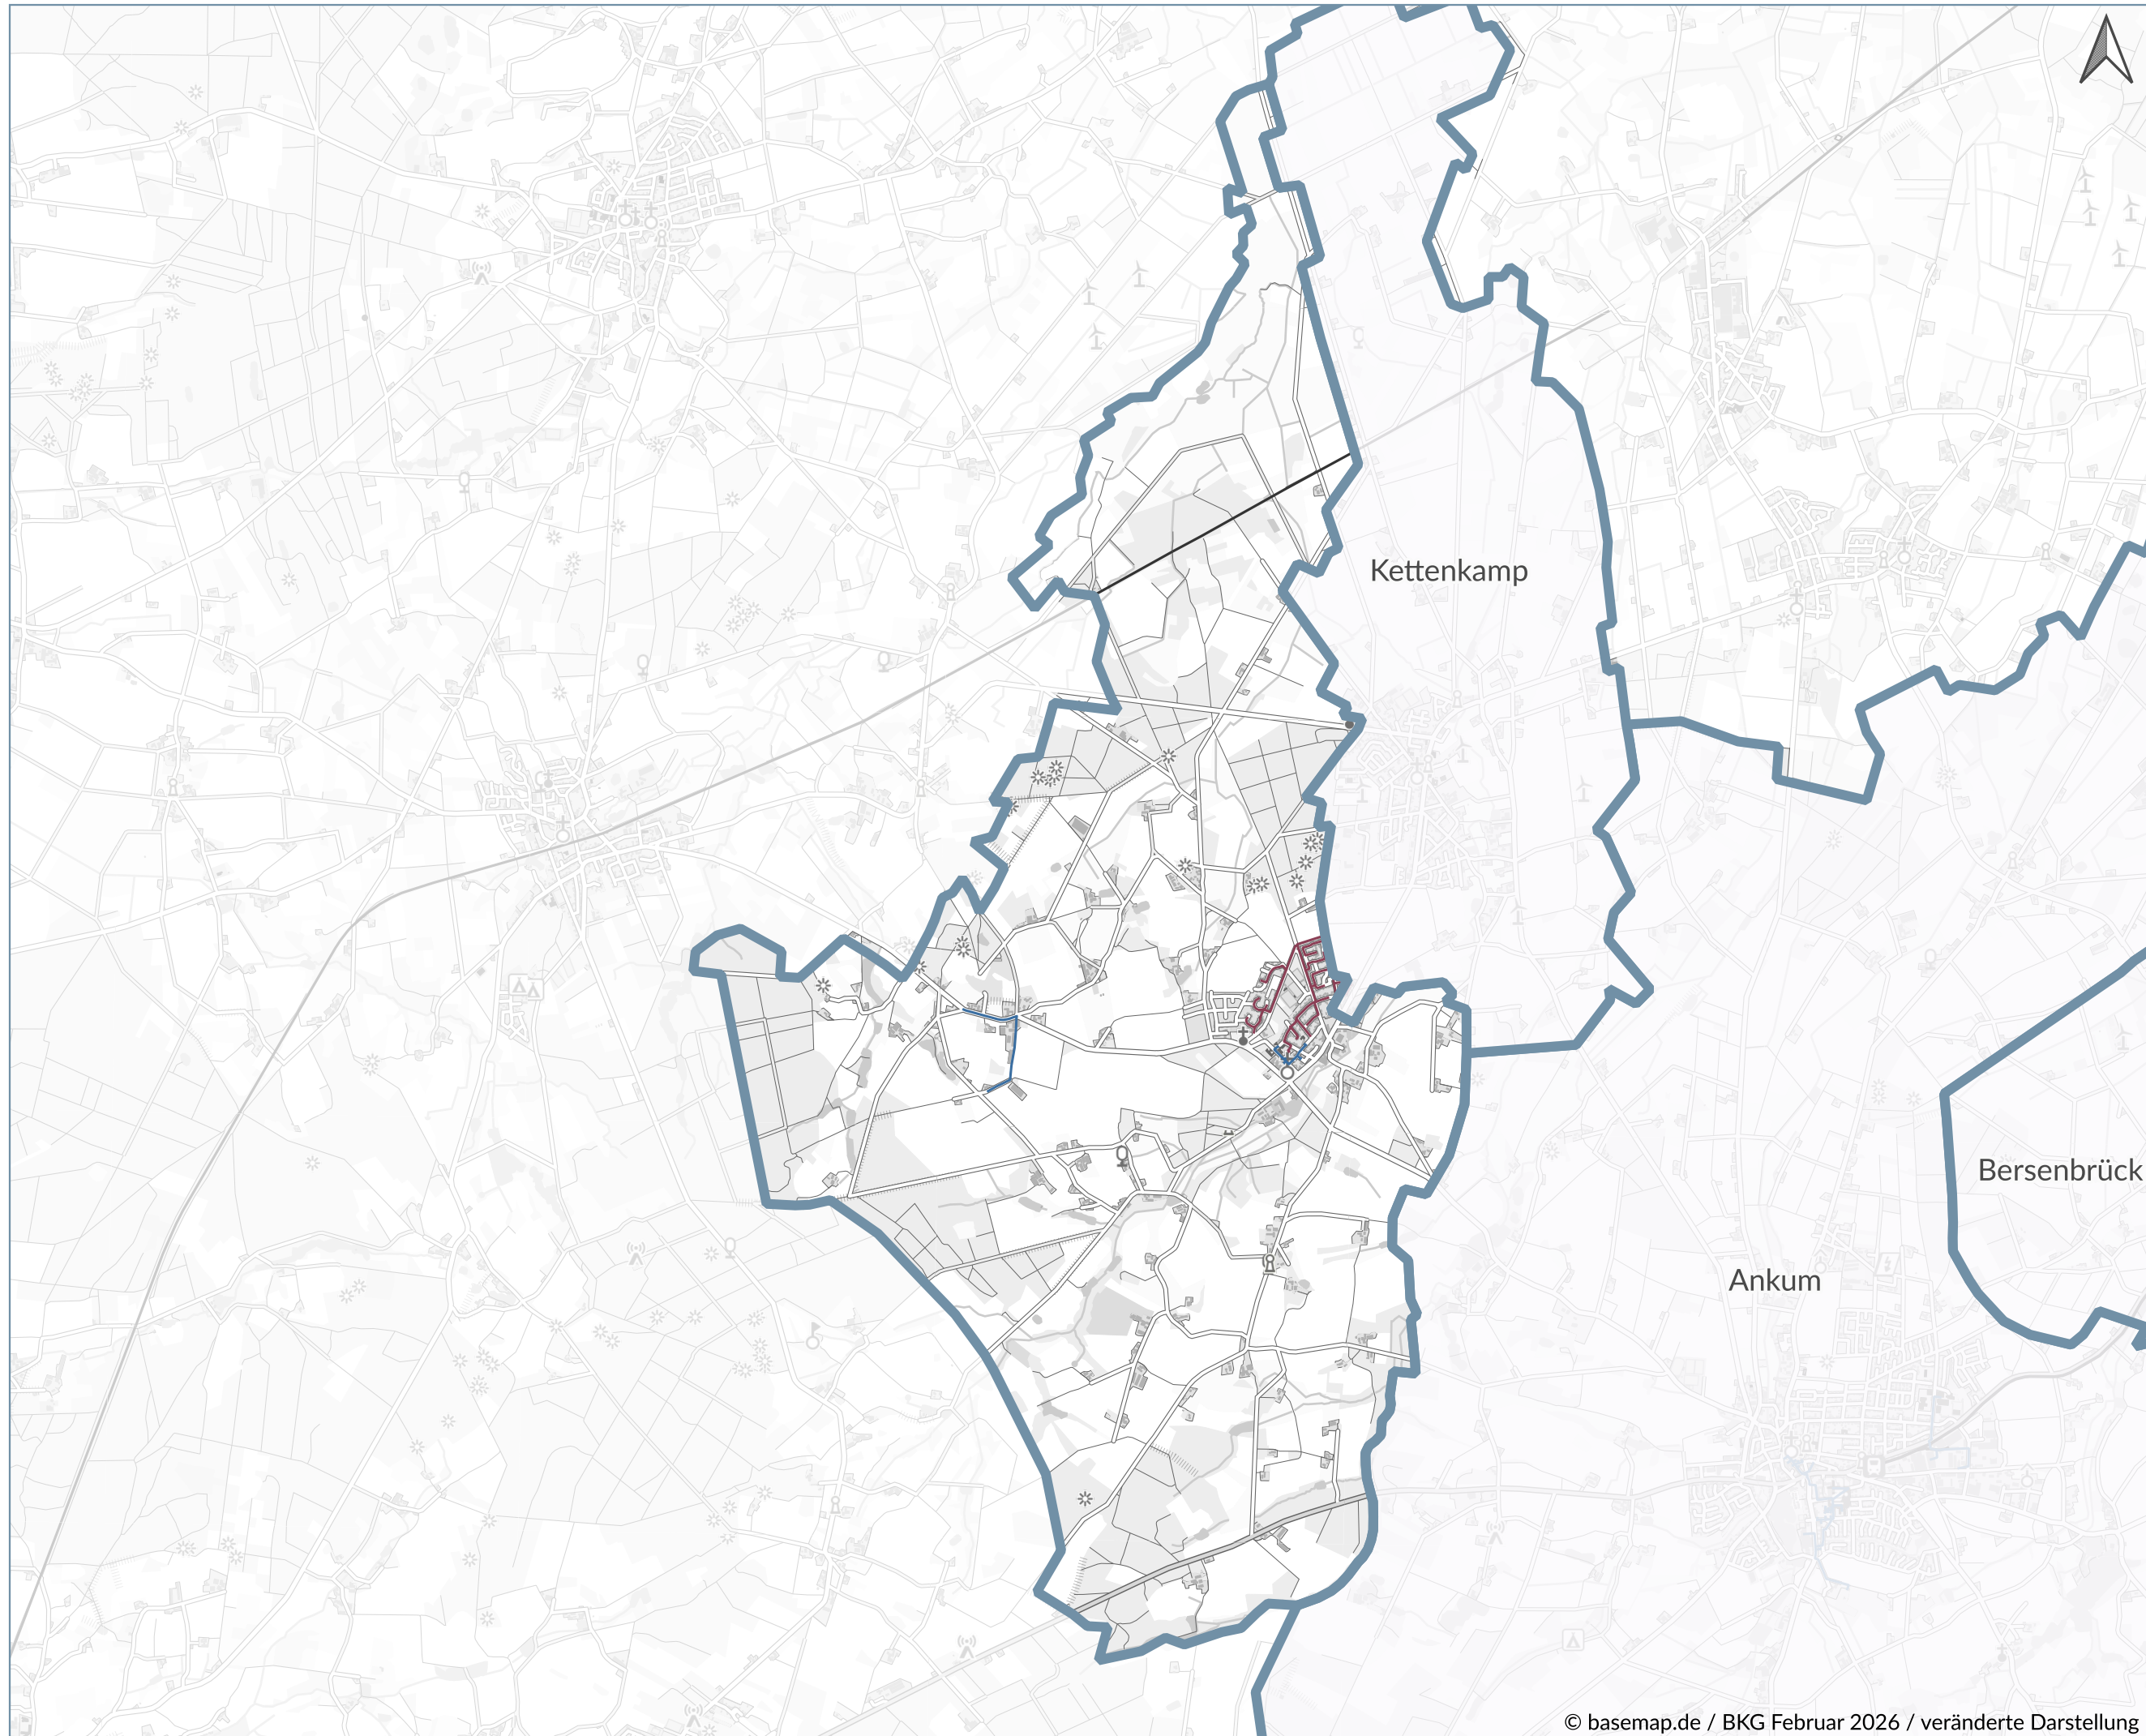 Kettenkamp
Bersenbrück
Ankum
© basemap.de / BKG Februar 2026 / veränderte Darstellung